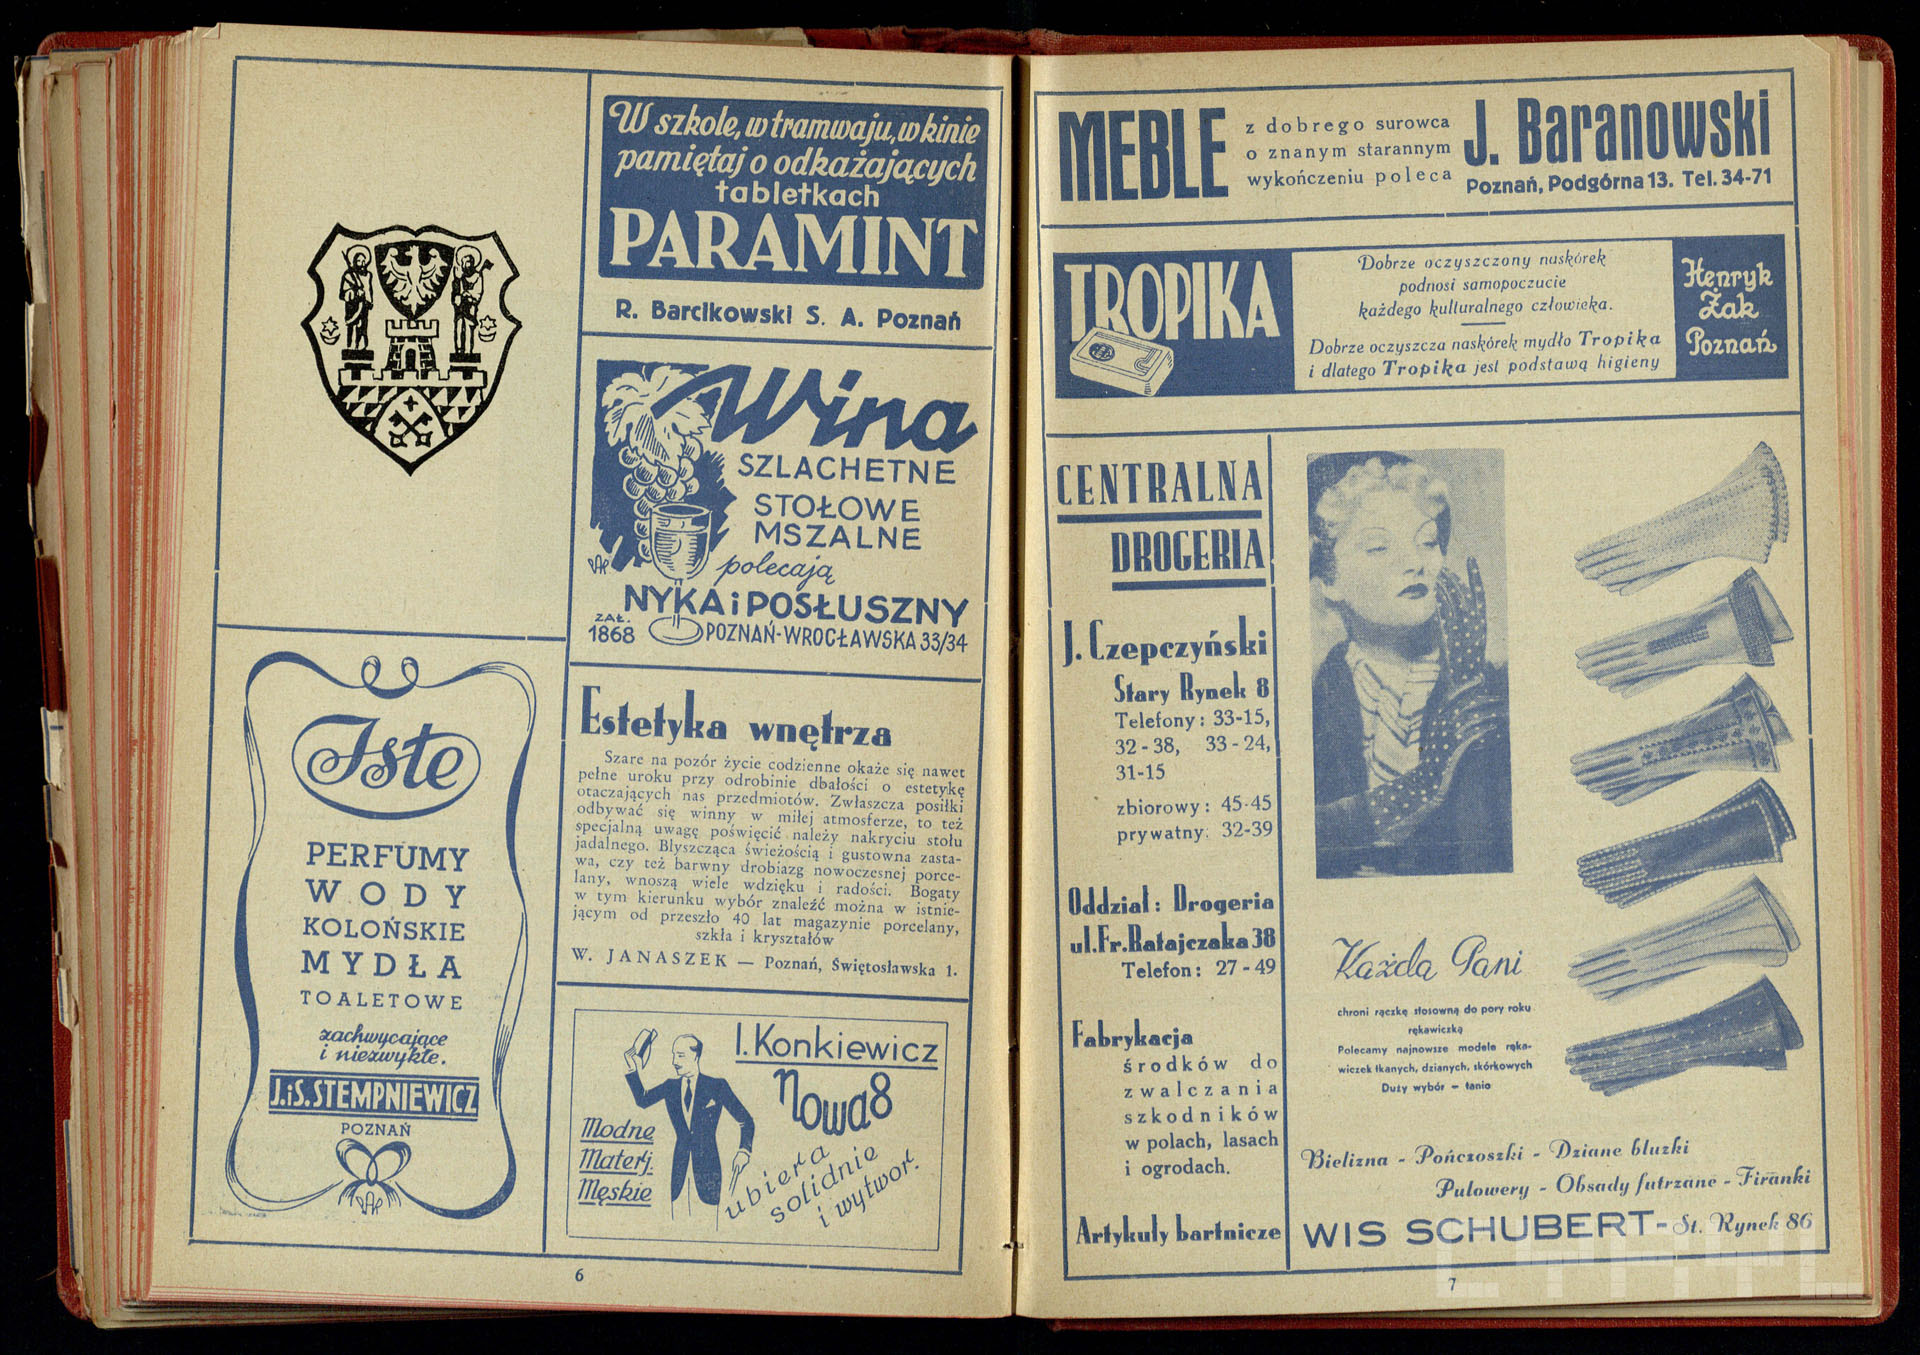 W szkole, w tramwaju, w kinie
pamiętaj o odkażających
tabletkach
PARAMINT
R. Barcikowski S. A. Poznań
Wina
SZLACHETNE
STOŁOWE
MSZALNE
polecają
NYKA i POSŁUSZNY
ZAŁ.
1868
POZNAŃ-WROCŁAWSKA 33/34
Iste
PERFUMY
WODY
KOLOŃSKIE
MYDŁA
TOALETOWE
zachwycające
i niezwykłe.
J. i S. STEMPNIEWICZ
POZNAŃ
Estetyka wnętrza
Szare na pozór życie codzienne okaże się nawet
pełne uroku przy odrobinie dbałości o estetykę
otaczających nas przedmiotów. Zwłaszcza posiłki
odbywać się winny w miłej atmosferze, to też
specjalną uwagę poświęcić należy nakryciu stołu
jadalnego. Błyszcząca świeżością i gustowna zasta-
wa, czy też barwny drobiazg nowoczesnej porce-
lany, wnoszą wiele wdzięku i radości. Bogaty
w tym kierunku wybór znaleźć można w istnie-
jącym od przeszło 40 lat magazynie porcelany,
szkła i kryształów
W. JANASZEK — Poznań, Świętosławska 1.
I. Konkiewicz
Nowa 8
Modne
Materj.
Męskie
ubiera
solidnie
i wytwor.
6
MEBLE
z dobrego surowca
o znanym starannym
wykończeniu poleca
J. Baranowski
Poznań, Podgórna 13. Tel. 34-71
TROPIKA
Dobrze oczyszczony naskórek
podnosi samopoczucie
każdego kulturalnego człowieka.
Dobrze oczyszcza naskórek mydło Tropika
i dlatego Tropika jest podstawą higieny
Henryk
Żak
Poznań
CENTRALNA
DROGERIA
J. Czepczyński
Stary Rynek 8
Telefony: 33-15,
32-38, 33-24,
31-15
zbiorowy: 45-45
prywatny: 32-39
Oddział: Drogeria
ul. Fr. Ratajczaka 38
Telefon: 27-49
Fabrykacja
środków do
zwalczania
szkodników
w polach, lasach
i ogrodach.
Artykuły bartnicze
Każda Pani
chroni rączkę stosowną do pory roku
rękawiczką
Polecamy najnowsze modele ręka-
wiczek tkanych, dzianych, skórkowych
Duży wybór - tanio
Bielizna - Pończoszki - Dziane bluzki
Pulowery - Obsady futrzane - Firanki
WIS SCHUBERT - St. Rynek 86
7